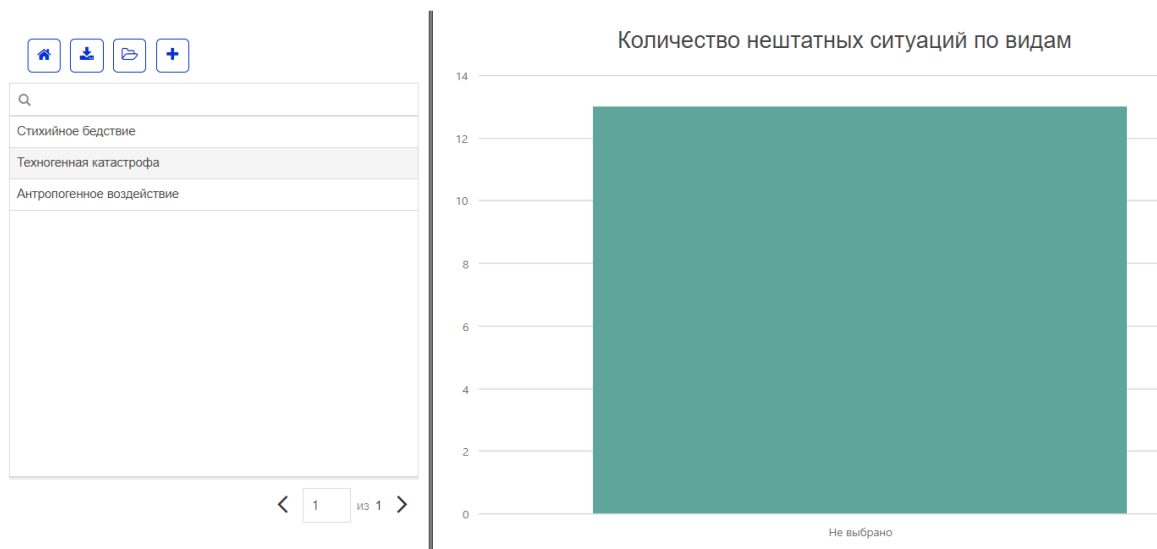 Стихийное бедствие
Техногенная катастрофа
Антропогенное воздействие
1 из 1
Количество нештатных ситуаций по видам
14
12
10
8
6
4
2
0
Не выбрано